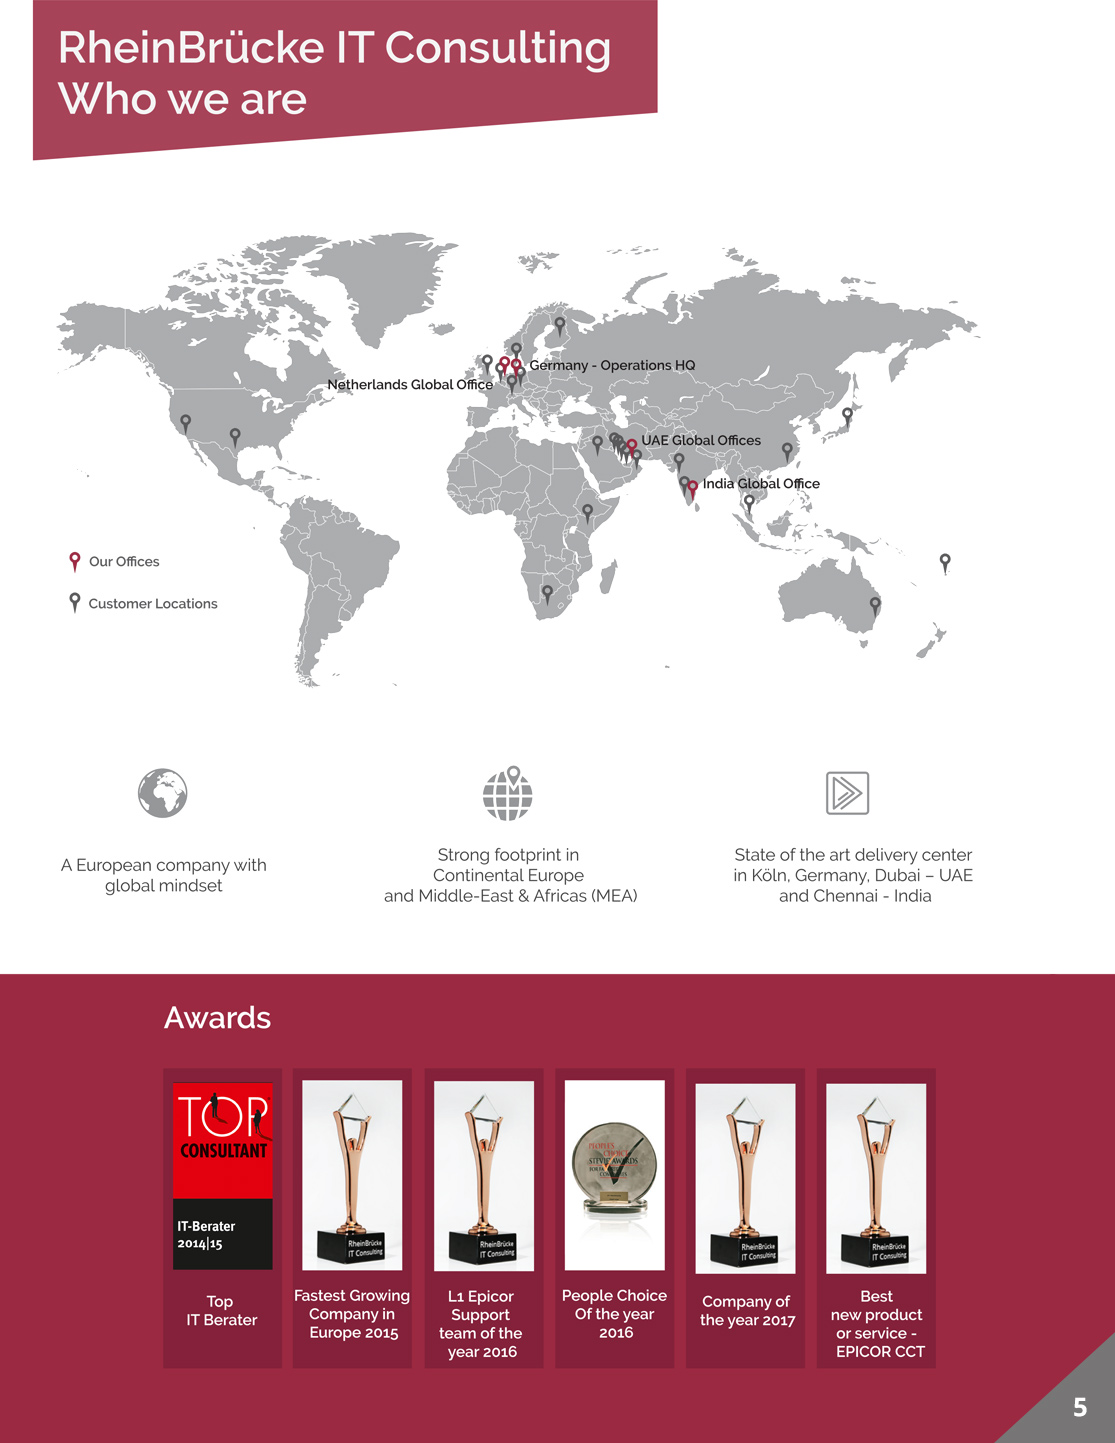 RheinBrücke IT Consulting
Who we are
Germany - Operations HQ
Netherlands Global Office
UAE Global Offices
India Global Office
Our Offices
Customer Locations
A European company with
global mindset
Strong footprint in
Continental Europe
and Middle-East & Africas (MEA)
State of the art delivery center
in Köln, Germany, Dubai – UAE
and Chennai - India
Awards
TOP
CONSULTANT
IT-Berater
2014|15
Top
IT Berater
RheinBrücke
IT Consulting
Fastest Growing
Company in
Europe 2015
RheinBrücke
IT Consulting
L1 Epicor
Support
team of the
year 2016
PEOPLE'S
CHOICE
STEVIE AWARDS
People Choice
Of the year
2016
RheinBrücke
IT Consulting
Company of
the year 2017
RheinBrücke
IT Consulting
Best
new product
or service -
EPICOR CCT
5